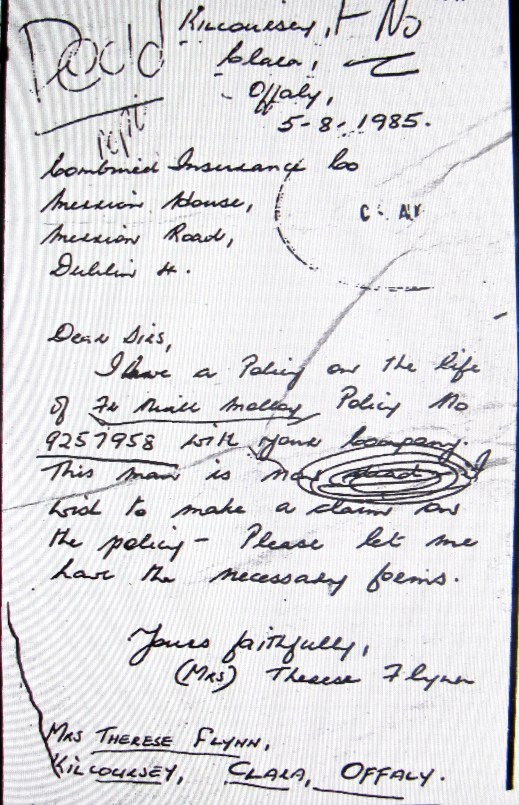 Dead
Kilcoursey, F No
Clara,
Offaly,
5-8-1985.
Combined Insurance Co
Merrion House,
Merrion Road,
Dublin 4.
Dear Sirs,
I have a Policy on the life
of Fr Niall Molloy Policy No
9257958 with your Company.
This man is now dead I
wish to make a claim on
the policy - Please let me
have the necessary forms.
Yours faithfully,
(Mrs) Therese Flynn
Mrs THERESE FLYNN,
KILCOURSEY, CLARA, OFFALY.